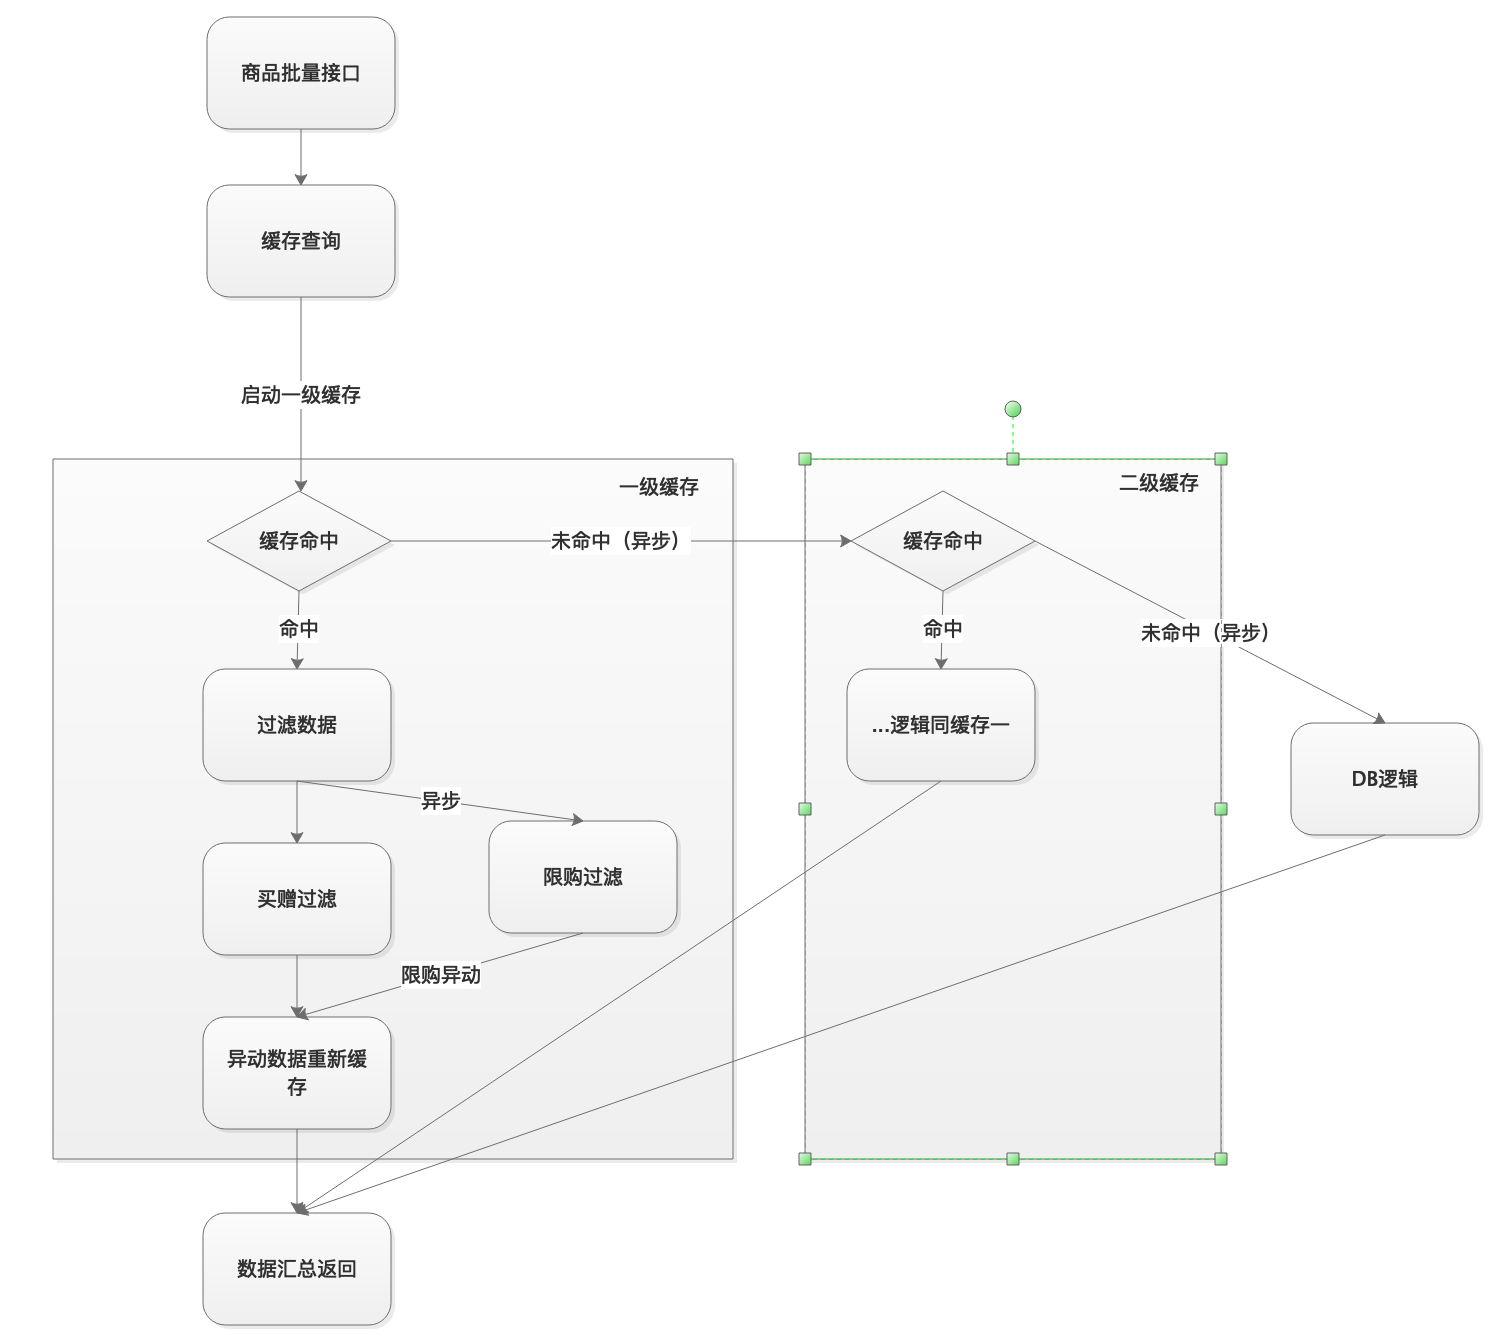 商品批量接口
缓存查询
启动一级缓存
一级缓存
二级缓存
缓存命中
未命中（异步）
缓存命中
命中
命中
未命中（异步）
过滤数据
...逻辑同缓存一
DB逻辑
异步
买赠过滤
限购过滤
限购异动
异动数据重新缓
存
数据汇总返回